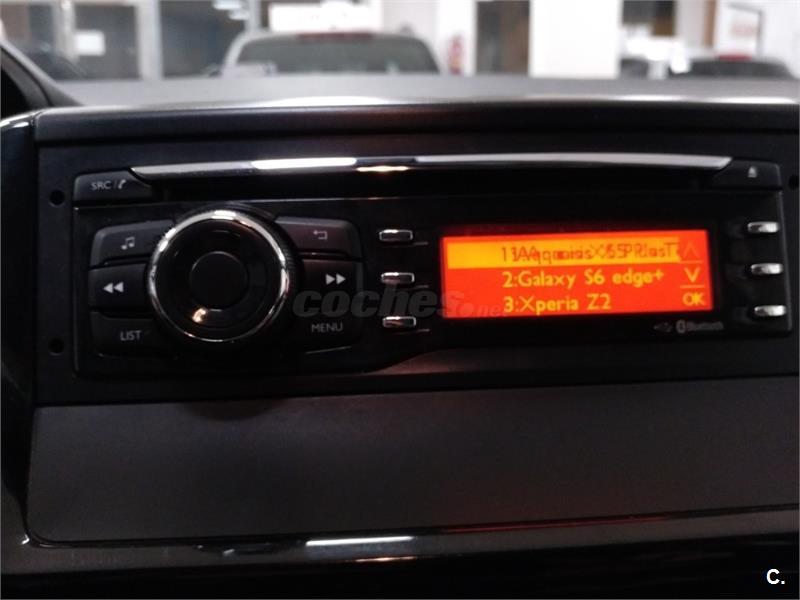 SRC/
LIST
MENU
2:Galaxy S6 edge+
3:Xperia Z2
OK
Bluetooth
coches.net
C.